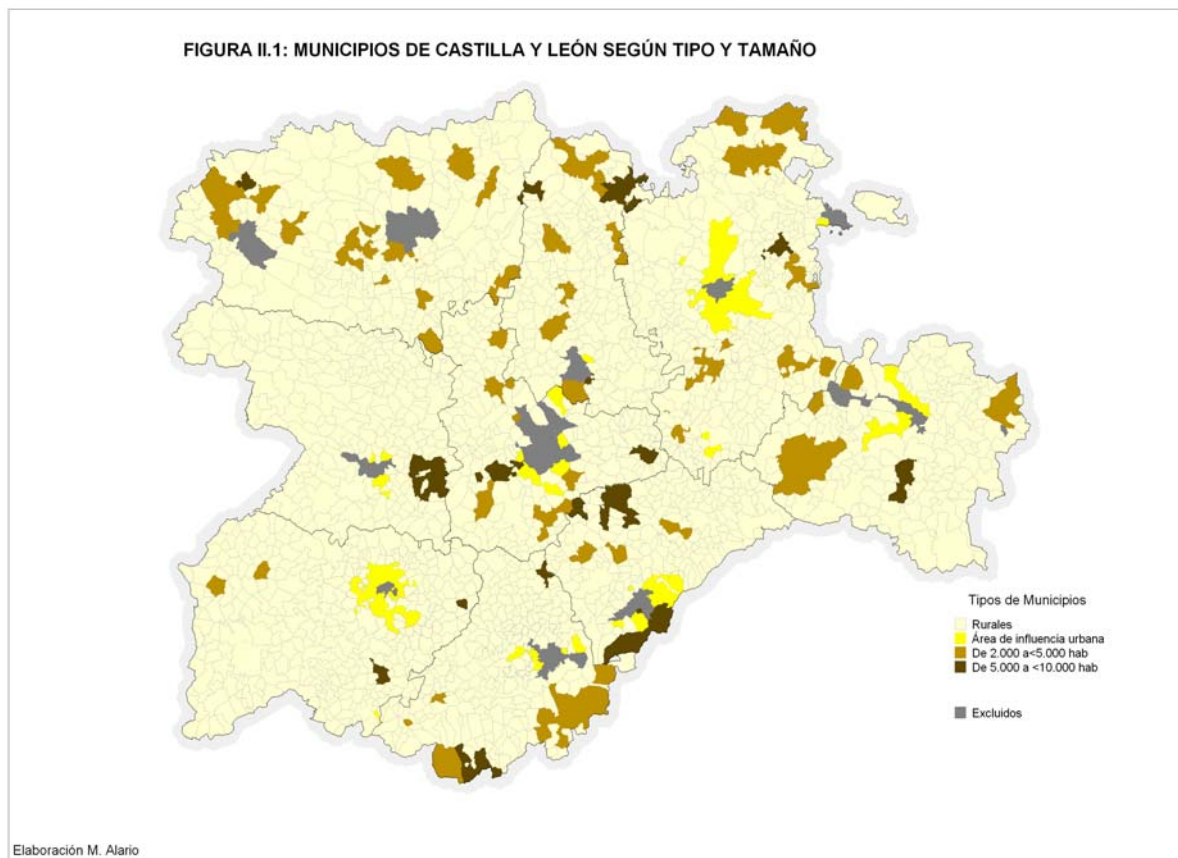 FIGURA II.1: MUNICIPIOS DE CASTILLA Y LEÓN SEGÚN TIPO Y TAMAÑO
Tipos de Municipios
Rurales
Área de influencia urbana
De 2.000 a<5.000 hab
De 5.000 a <10.000 hab
Excluidos
Elaboración M. Alario